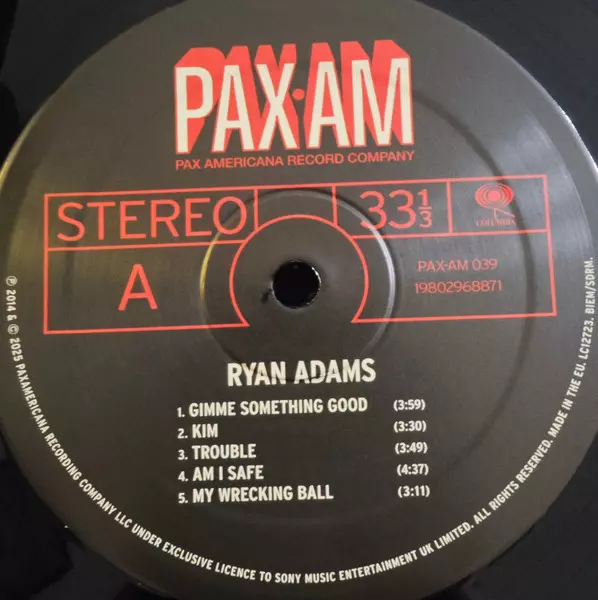 PAX·AM
PAX AMERICANA RECORD COMPANY
STEREO
33 1/3
COLUMBIA
A
PAX-AM 039
19802968871
RYAN ADAMS
1. GIMME SOMETHING GOOD (3:59)
2. KIM (3:30)
3. TROUBLE (3:49)
4. AM I SAFE (4:37)
5. MY WRECKING BALL (3:11)
℗ 2014 & © 2025 PAXAMERICANA RECORDING COMPANY LLC UNDER EXCLUSIVE LICENCE TO SONY MUSIC ENTERTAINMENT UK LIMITED. ALL RIGHTS RESERVED. MADE IN THE EU. LC12723. BIEM/SDRM.